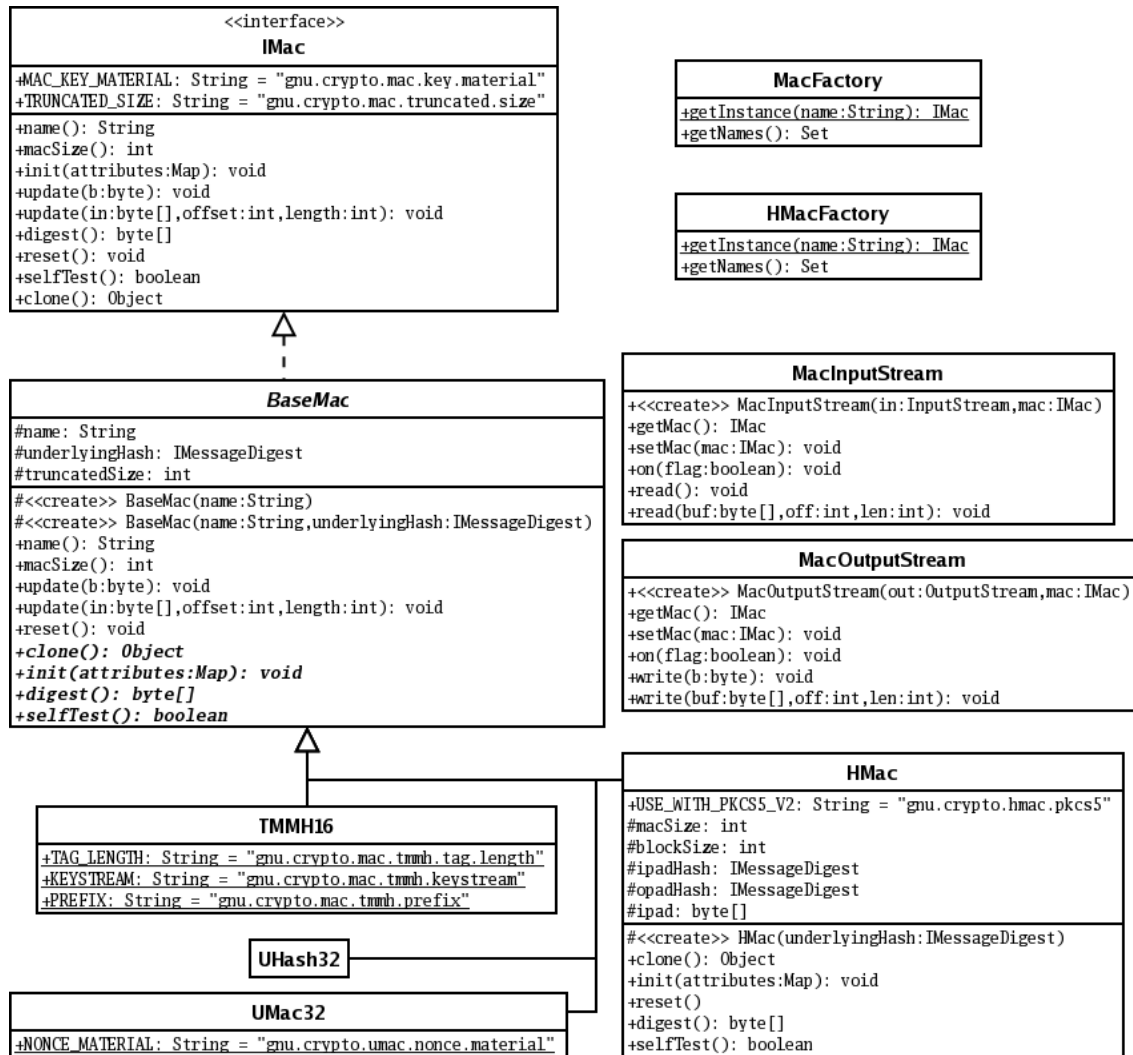 <<interface>>
IMac
+MAC_KEY_MATERIAL: String = "gnu.crypto.mac.key.material"
+TRUNCATED_SIZE: String = "gnu.crypto.mac.truncated.size"
+name(): String
+macSize(): int
+init(attributes:Map): void
+update(b:byte): void
+update(in:byte[],offset:int,length:int): void
+digest(): byte[]
+reset(): void
+selfTest(): boolean
+clone(): Object
MacFactory
+getInstance(name:String): IMac
+getNames(): Set
HMacFactory
+getInstance(name:String): IMac
+getNames(): Set
BaseMac
#name: String
#underlyingHash: IMessageDigest
#truncatedSize: int
#<<create>> BaseMac(name:String)
#<<create>> BaseMac(name:String,underlyingHash:IMessageDigest)
+name(): String
+macSize(): int
+update(b:byte): void
+update(in:byte[],offset:int,length:int): void
+reset(): void
+clone(): Object
+init(attributes:Map): void
+digest(): byte[]
+selfTest(): boolean
MacInputStream
+<<create>> MacInputStream(in:InputStream,mac:IMac)
+getMac(): IMac
+setMac(mac:IMac): void
+on(flag:boolean): void
+read(): void
+read(buf:byte[],off:int,len:int): void
MacOutputStream
+<<create>> MacOutputStream(out:OutputStream,mac:IMac)
+getMac(): IMac
+setMac(mac:IMac): void
+on(flag:boolean): void
+write(b:byte): void
+write(buf:byte[],off:int,len:int): void
TMMH16
+TAG_LENGTH: String = "gnu.crypto.mac.tmmh.tag.length"
+KEYSTREAM: String = "gnu.crypto.mac.tmmh.keystream"
+PREFIX: String = "gnu.crypto.mac.tmmh.prefix"
UHash32
UMac32
+NONCE_MATERIAL: String = "gnu.crypto.umac.nonce.material"
HMac
+USE_WITH_PKCS5_V2: String = "gnu.crypto.hmac.pkcs5"
#macSize: int
#blockSize: int
#ipadHash: IMessageDigest
#opadHash: IMessageDigest
#ipad: byte[]
#<<create>> HMac(underlyingHash:IMessageDigest)
+clone(): Object
+init(attributes:Map): void
+reset()
+digest(): byte[]
+selfTest(): boolean